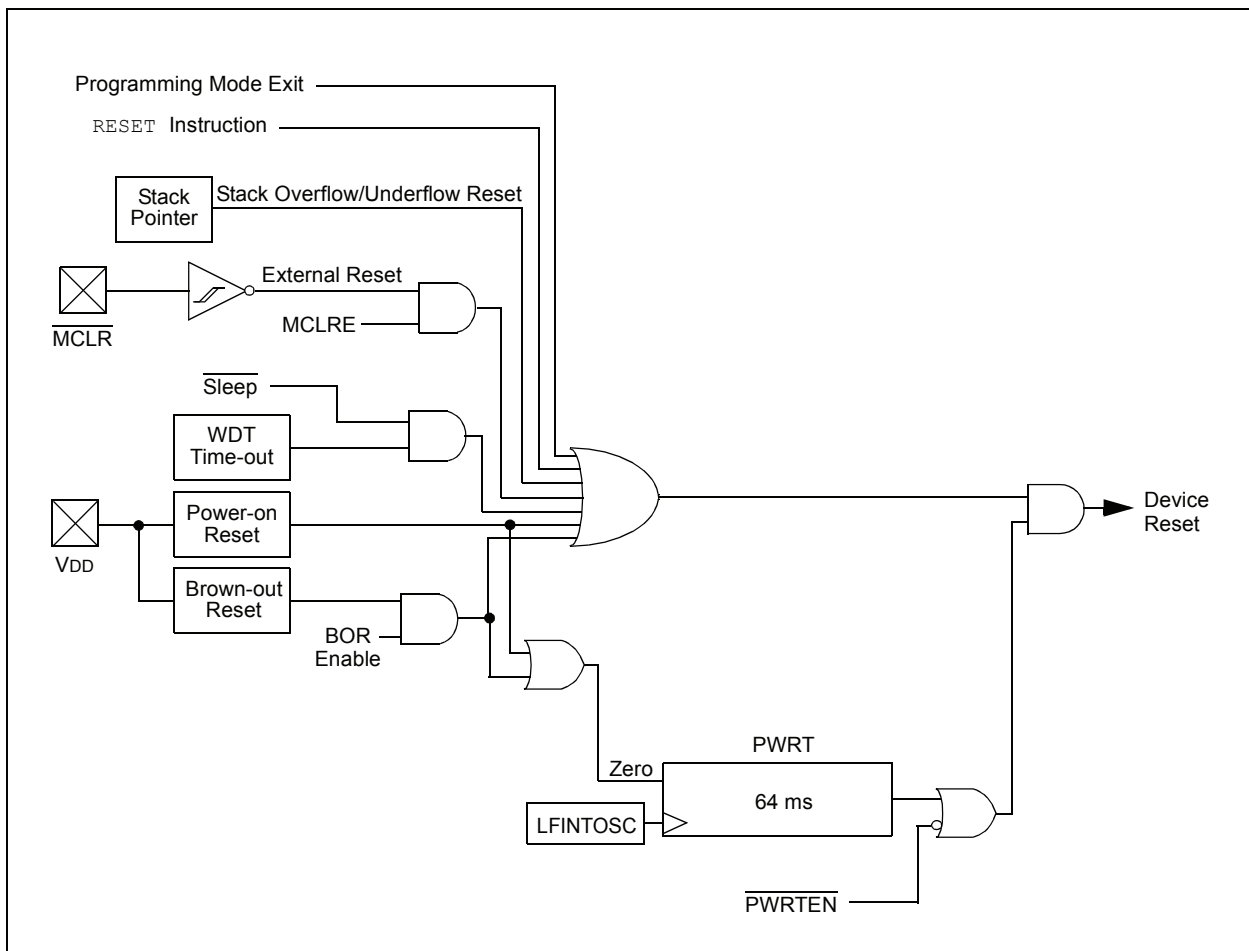 Programming Mode Exit
RESET Instruction
Stack
Pointer
Stack Overflow/Underflow Reset
External Reset
MCLR
MCLRE
Sleep
WDT
Time-out
Power-on
Reset
VDD
Brown-out
Reset
BOR
Enable
Device
Reset
PWRT
Zero
64 ms
LFINTOSC
PWRTEN